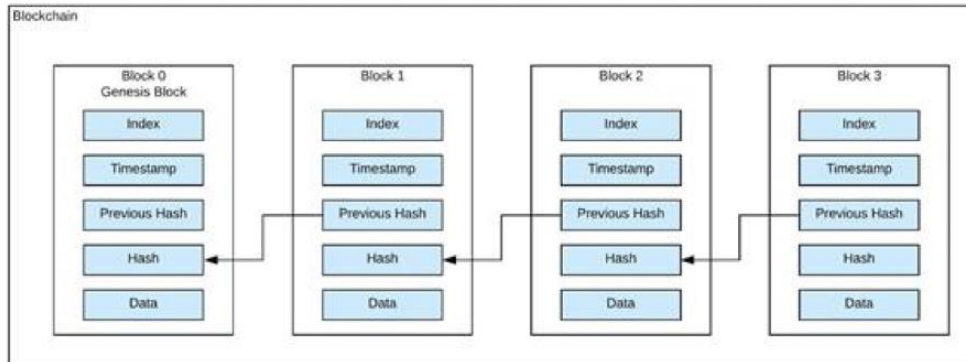 Blockchain
Block 0
Genesis Block
Index
Timestamp
Previous Hash
Hash
Data
Block 1
Index
Timestamp
Previous Hash
Hash
Data
Block 2
Index
Timestamp
Previous Hash
Hash
Data
Block 3
Index
Timestamp
Previous Hash
Hash
Data